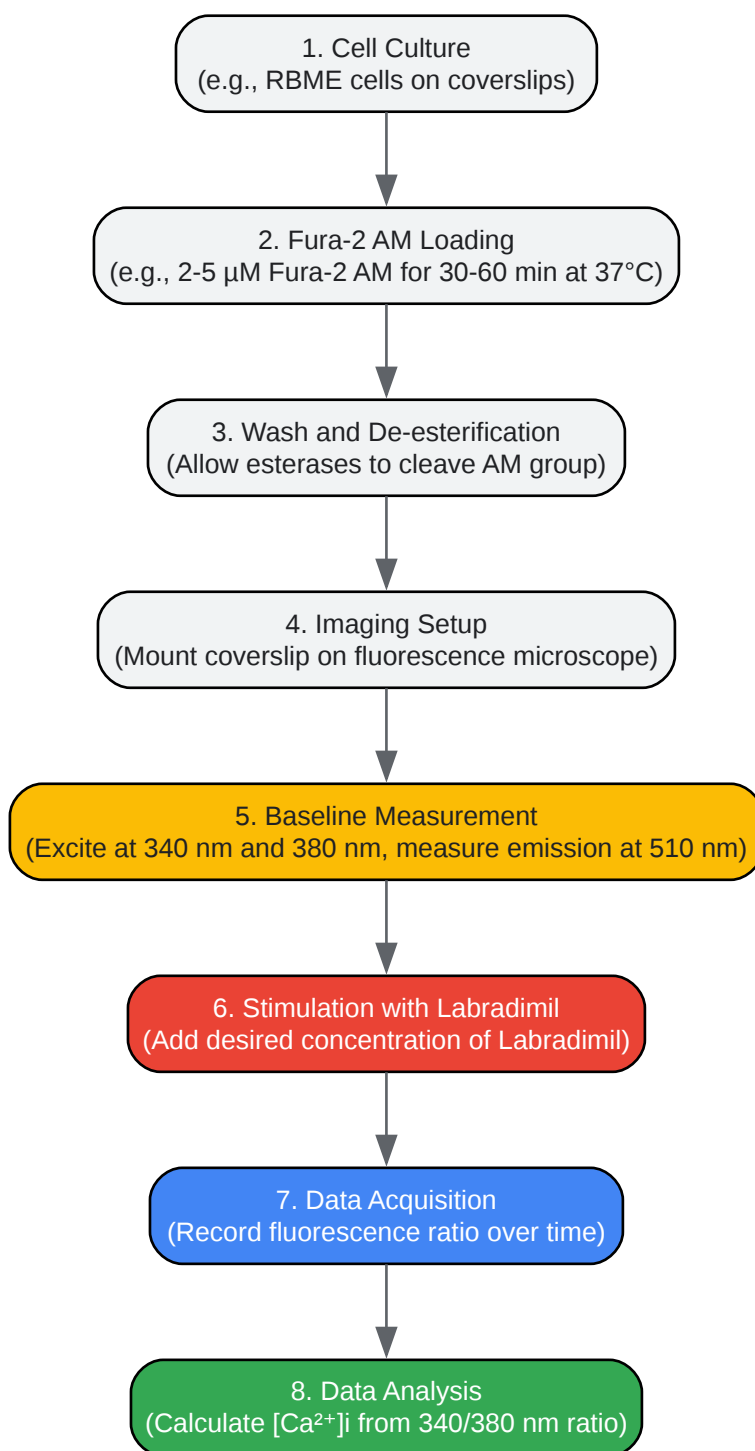 1. Cell Culture
(e.g., RBME cells on coverslips)
2. Fura-2 AM Loading
(e.g., 2-5 µM Fura-2 AM for 30-60 min at 37°C)
3. Wash and De-esterification
(Allow esterases to cleave AM group)
4. Imaging Setup
(Mount coverslip on fluorescence microscope)
5. Baseline Measurement
(Excite at 340 nm and 380 nm, measure emission at 510 nm)
6. Stimulation with Labradimil
(Add desired concentration of Labradimil)
7. Data Acquisition
(Record fluorescence ratio over time)
8. Data Analysis
(Calculate [Ca²⁺]i from 340/380 nm ratio)